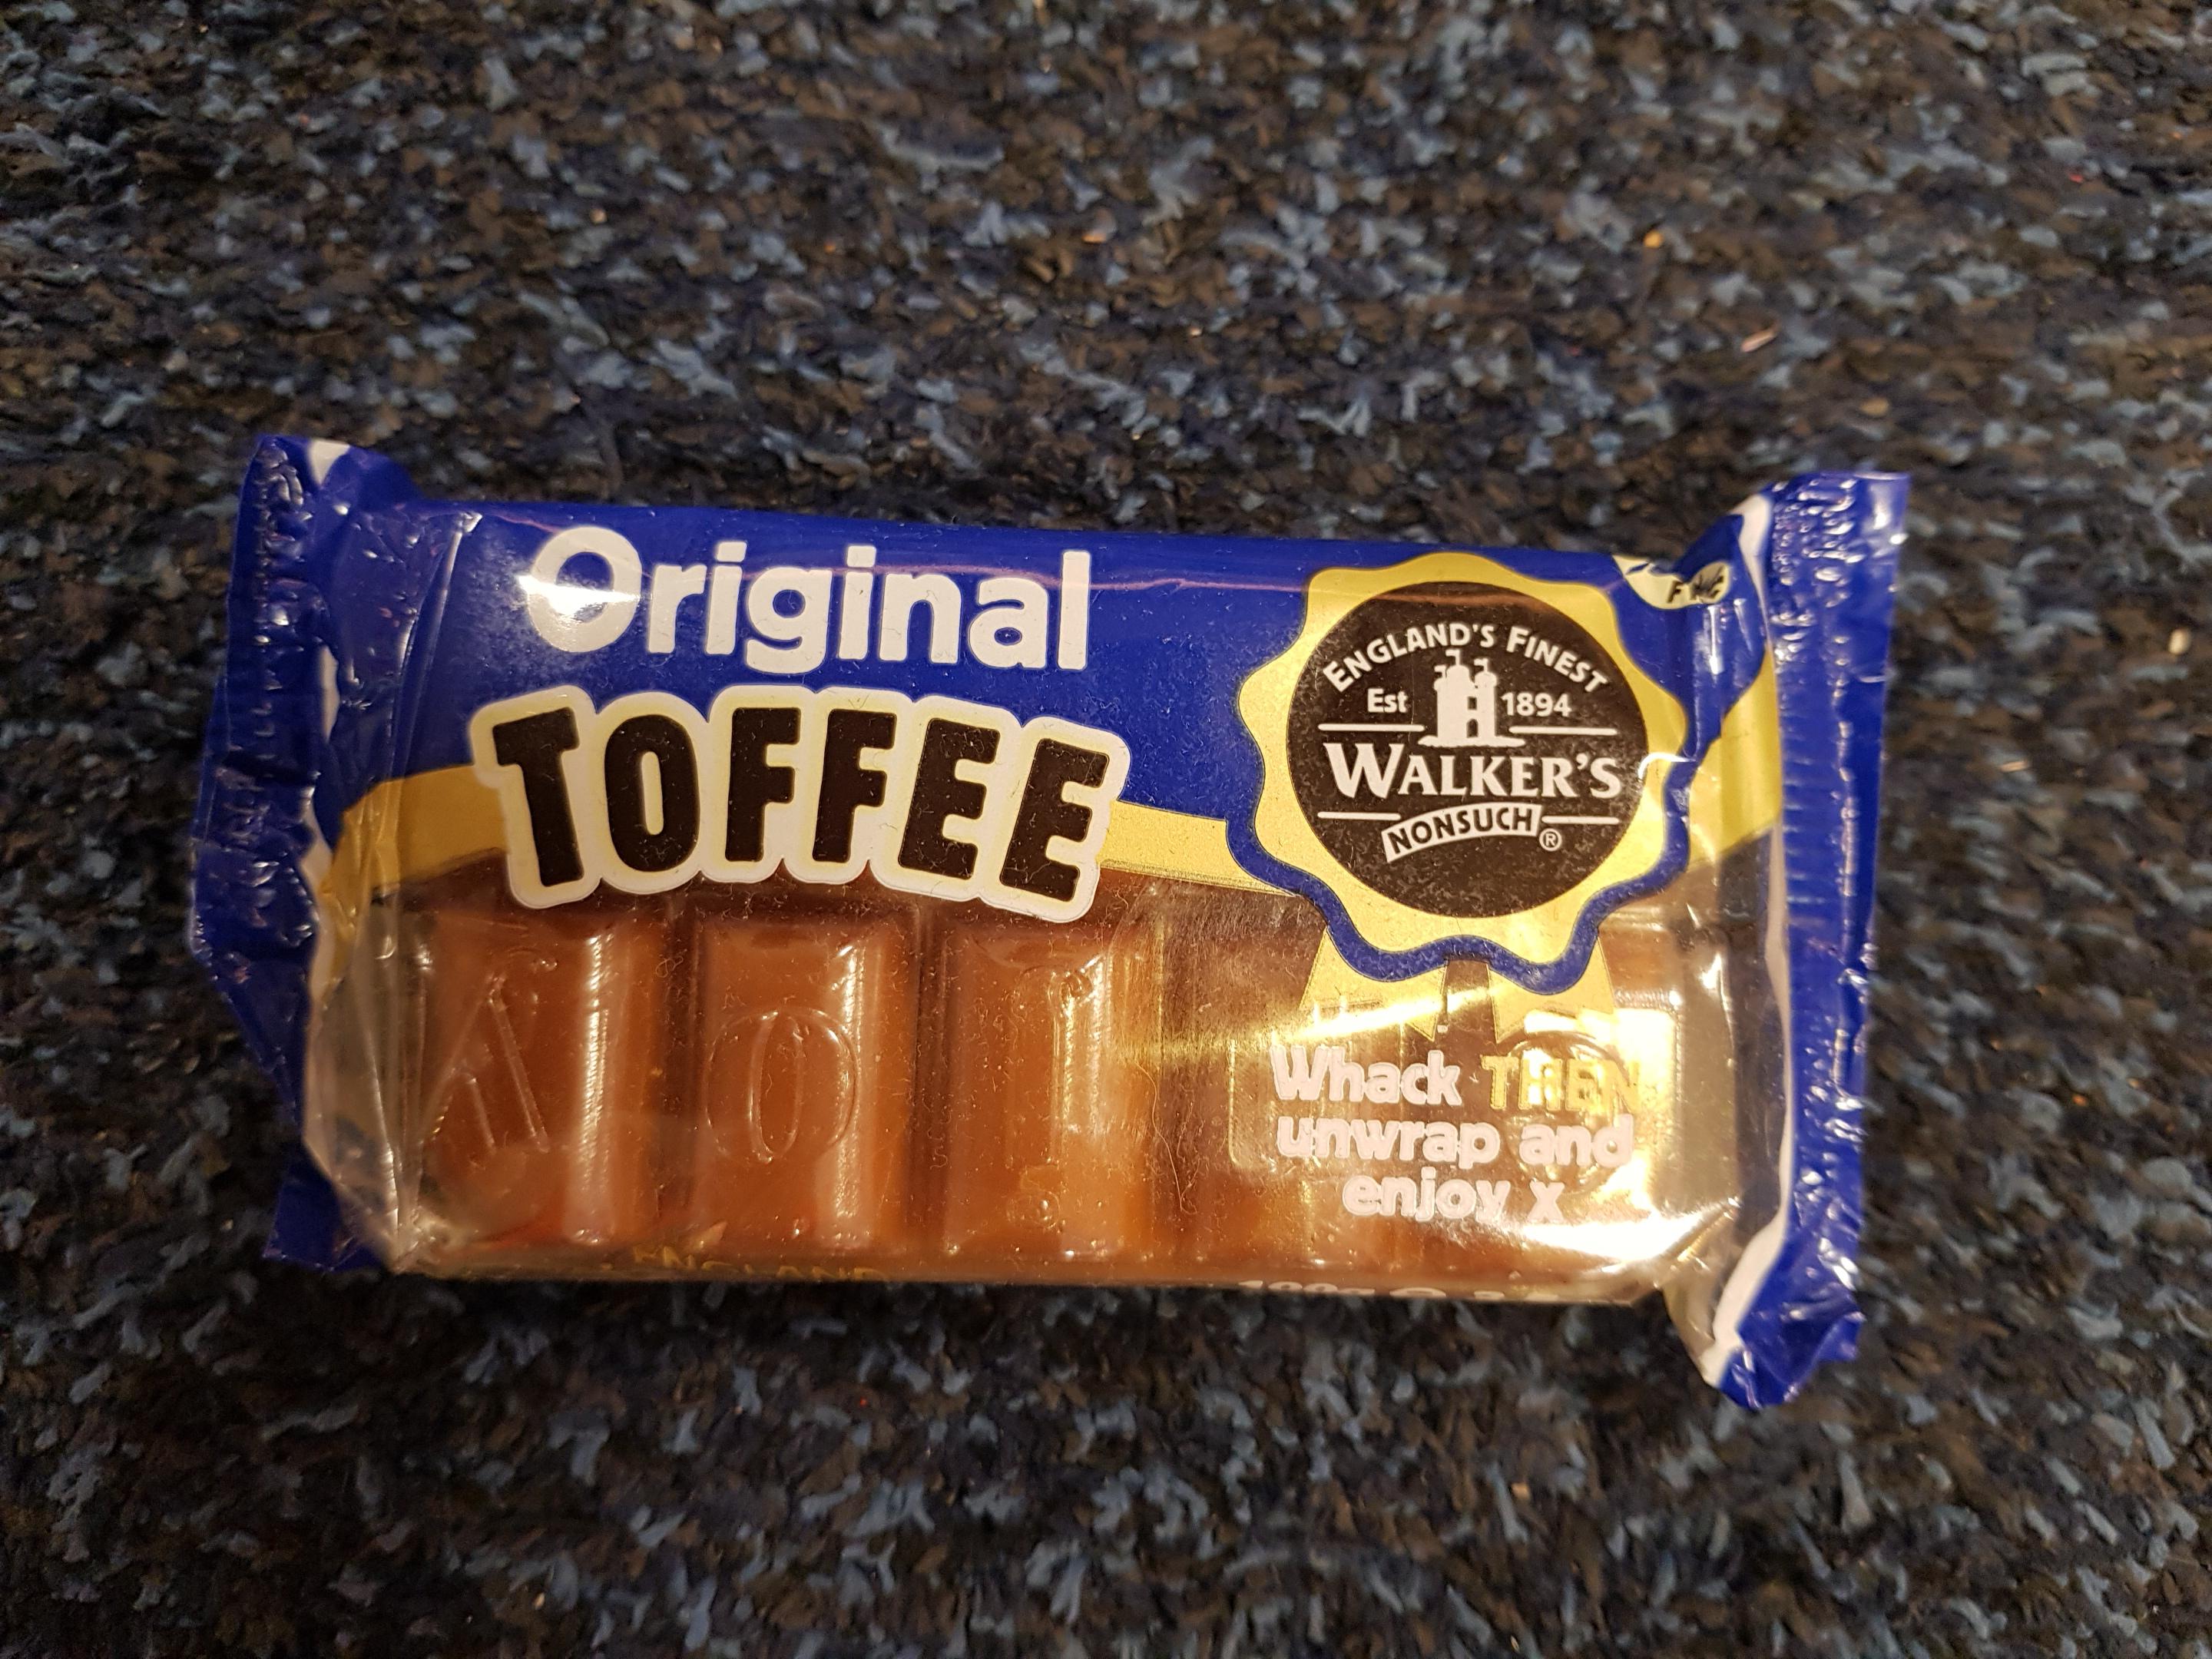 Original
TOFFEE
ENGLAND'S FINEST
Est 1894
WALKER'S
NONSUCH ®
Whack THEN
unwrap and
enjoy x